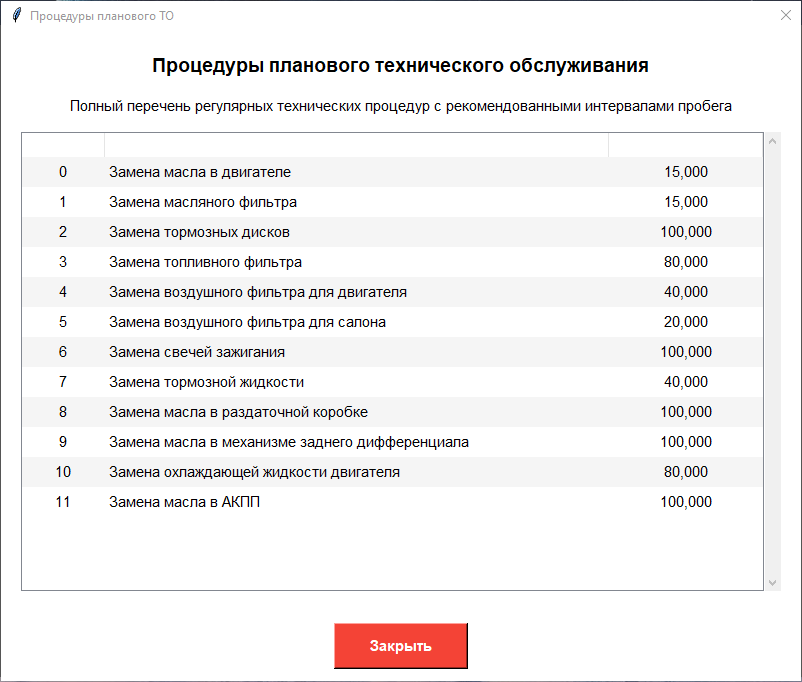 Процедуры планового ТО
Процедуры планового технического обслуживания
Полный перечень регулярных технических процедур с рекомендованными интервалами пробега
0 Замена масла в двигателе 15,000
1 Замена масляного фильтра 15,000
2 Замена тормозных дисков 100,000
3 Замена топливного фильтра 80,000
4 Замена воздушного фильтра для двигателя 40,000
5 Замена воздушного фильтра для салона 20,000
6 Замена свечей зажигания 100,000
7 Замена тормозной жидкости 40,000
8 Замена масла в раздаточной коробке 100,000
9 Замена масла в механизме заднего дифференциала 100,000
10 Замена охлаждающей жидкости двигателя 80,000
11 Замена масла в АКПП 100,000
Закрыть